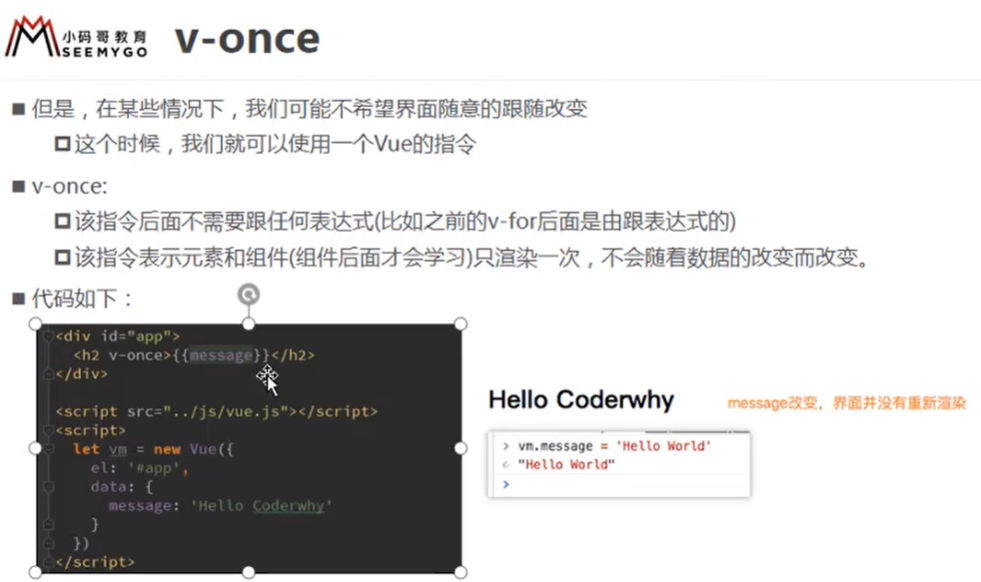 小码哥教育
SEEMYGO
v-once
但是，在某些情况下，我们可能不希望界面随意的跟随改变
这个时候，我们就可以使用一个Vue的指令
v-once:
该指令后面不需要跟任何表达式(比如之前的v-for后面是由跟表达式的)
该指令表示元素和组件(组件后面才会学习)只渲染一次，不会随着数据的改变而改变。
代码如下：
<div id="app">
<h2 v-once>{{message}}</h2>
</div>
<script src="../js/vue.js"></script>
<script>
let vm = new Vue({
el: '#app',
data: {
message: 'Hello Coderwhy'
}
})
</script>
Hello Coderwhy
message改变，界面并没有重新渲染
> vm.message = 'Hello World'
"Hello World"
>